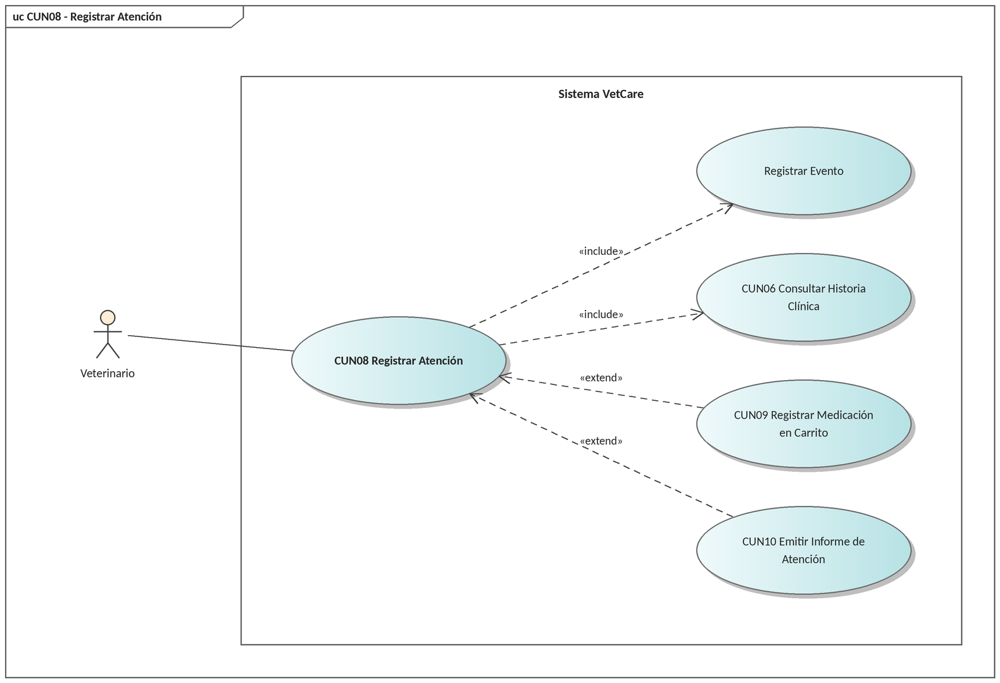 uc CUN08 - Registrar Atención
Sistema VetCare
Registrar Evento
«include»
CUN06 Consultar Historia
Clínica
«include»
Veterinario
CUN08 Registrar Atención
«extend»
CUN09 Registrar Medicación
en Carrito
«extend»
CUN10 Emitir Informe de
Atención